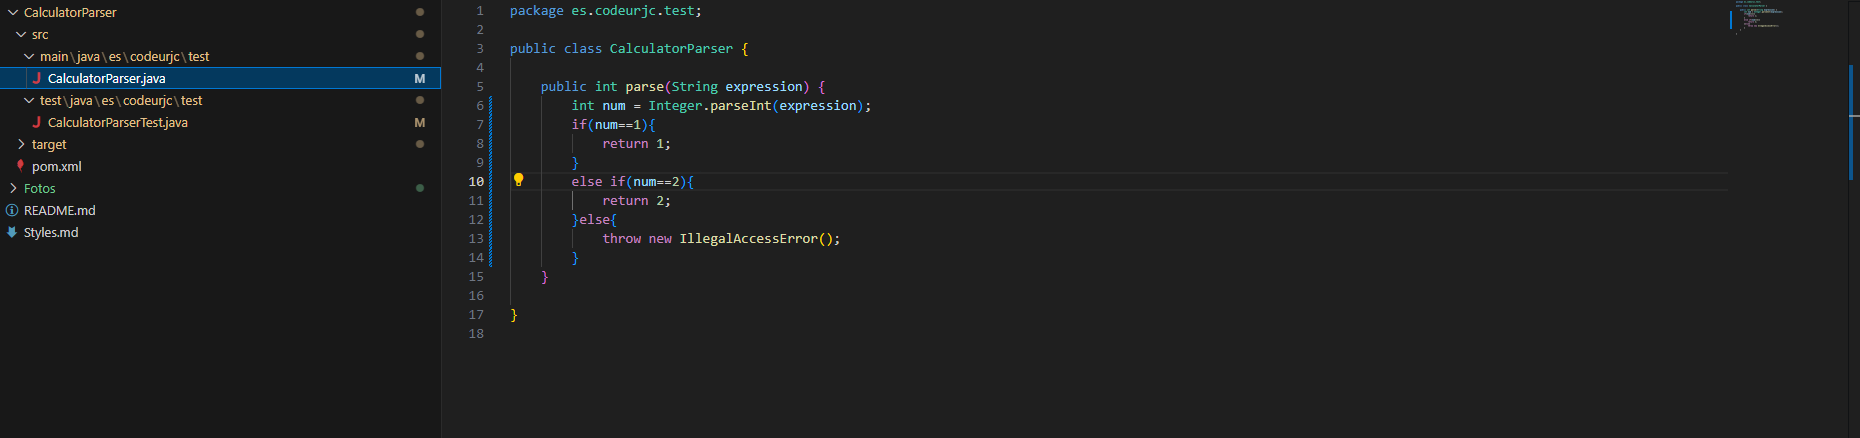 CalculatorParser
src
main\java\es\codeurjc\test
J CalculatorParser.java M
test\java\es\codeurjc\test
J CalculatorParserTest.java M
target
pom.xml
Fotos
README.md
Styles.md
1 package es.codeurjc.test;
2
3 public class CalculatorParser {
4
5 public int parse(String expression) {
6 int num = Integer.parseInt(expression);
7 if(num==1){
8 return 1;
9 }
10 else if(num==2){
11 return 2;
12 }else{
13 throw new IllegalAccessError();
14 }
15 }
16
17 }
18